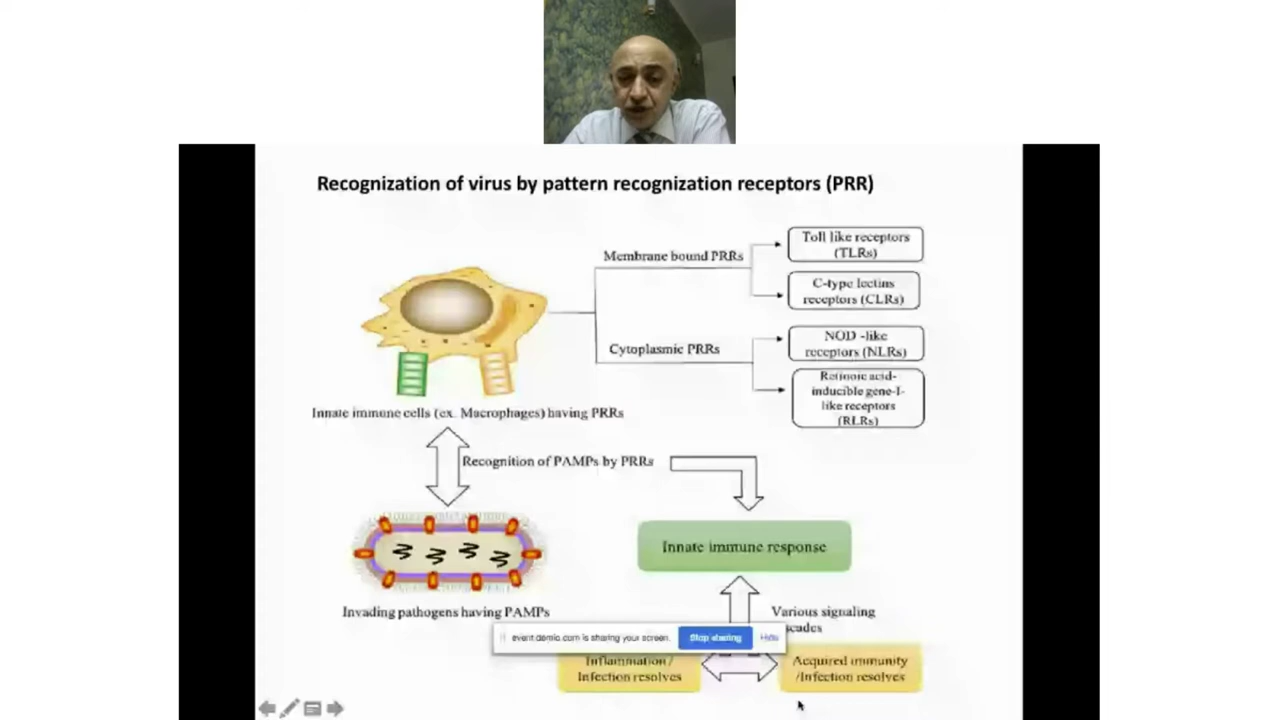 Recognization of virus by pattern recognization receptors (PRR)
Membrane bound PRRs
Toll like receptors
(TLRs)
C-type lectins
receptors (CLRs)
Cytoplasmic PRRs
NOD -like
receptors (NLRs)
Retinoic acid-
inducible gene-I-
like receptors
(RLRs)
Innate immune cells (ex. Macrophages) having PRRs
Recognition of PAMPs by PRRs
Innate immune response
Invading pathogens having PAMPs
Various signaling
event.demio.com is sharing your screen.
Stop sharing
Hide
Inflammation/
Infection resolves
Acquired immunity
/Infection resolves